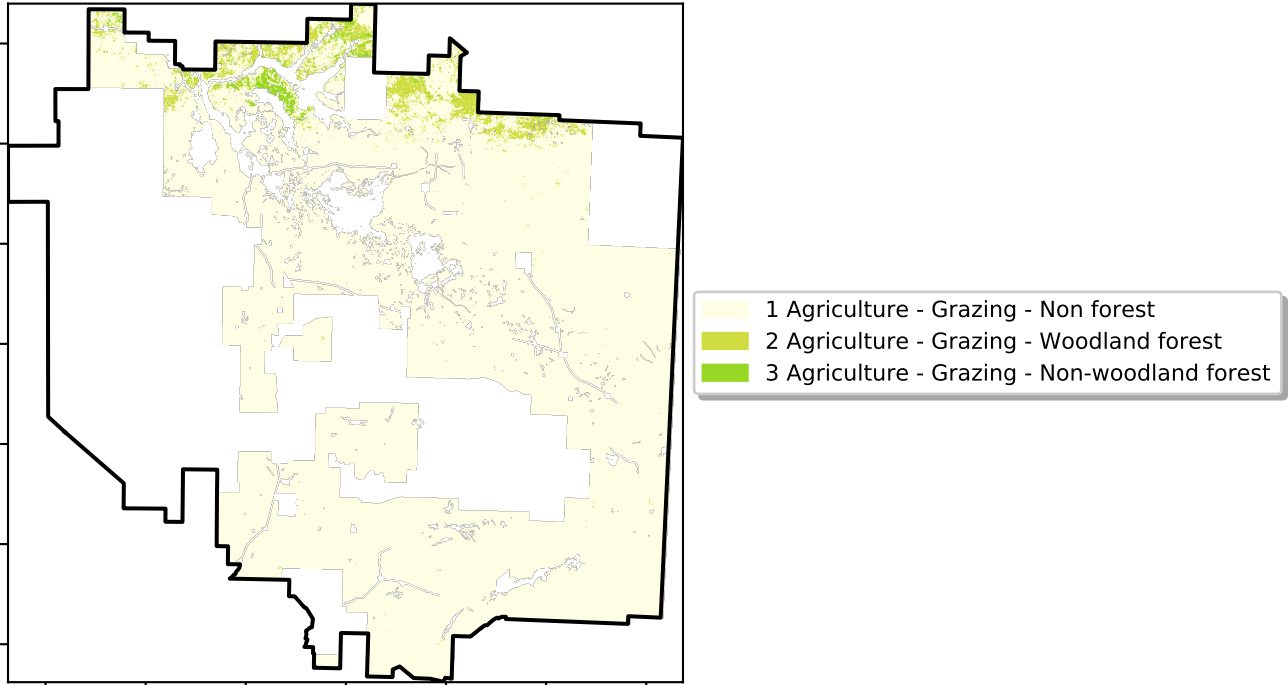 1 Agriculture - Grazing - Non forest
2 Agriculture - Grazing - Woodland forest
3 Agriculture - Grazing - Non-woodland forest